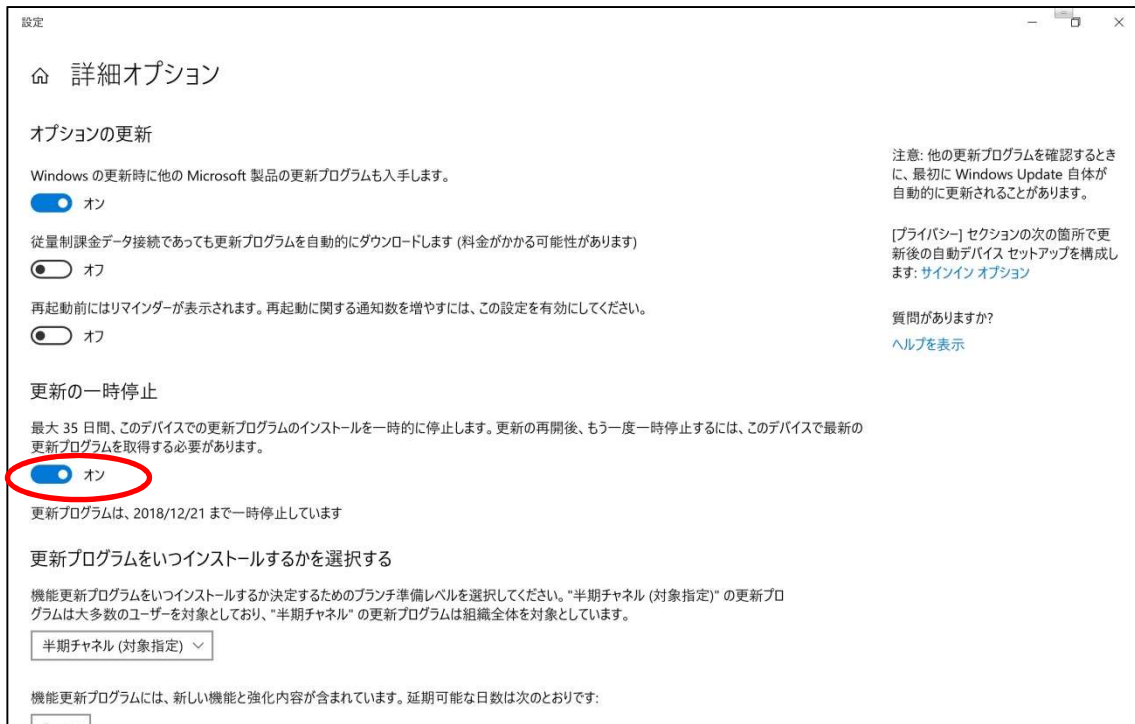 設定
詳細オプション
オプションの更新
Windows の更新時に他の Microsoft 製品の更新プログラムも入手します。
オン
従量制課金データ接続であっても更新プログラムを自動的にダウンロードします (料金がかかる可能性があります)
オフ
再起動前にはリマインダーが表示されます。再起動に関する通知数を増やすには、この設定を有効にしてください。
オフ
更新の一時停止
最大 35 日間、このデバイスでの更新プログラムのインストールを一時的に停止します。更新の再開後、もう一度一時停止するには、このデバイスで最新の
更新プログラムを取得する必要があります。
オン
更新プログラムは、2018/12/21 まで一時停止しています
更新プログラムをいつインストールするかを選択する
機能更新プログラムをいつインストールするか決定するためのブランチ準備レベルを選択してください。"半期チャネル (対象指定)" の更新プロ
グラムは大多数のユーザーを対象としており、"半期チャネル" の更新プログラムは組織全体を対象としています。
半期チャネル (対象指定)
機能更新プログラムには、新しい機能と強化内容が含まれています。延期可能な日数は次のとおりです:
注意: 他の更新プログラムを確認するとき
に、最初に Windows Update 自体が
自動的に更新されることがあります。
[プライバシー] セクションの次の箇所で更
新後の自動デバイス セットアップを構成し
ます: サインイン オプション
質問がありますか?
ヘルプを表示